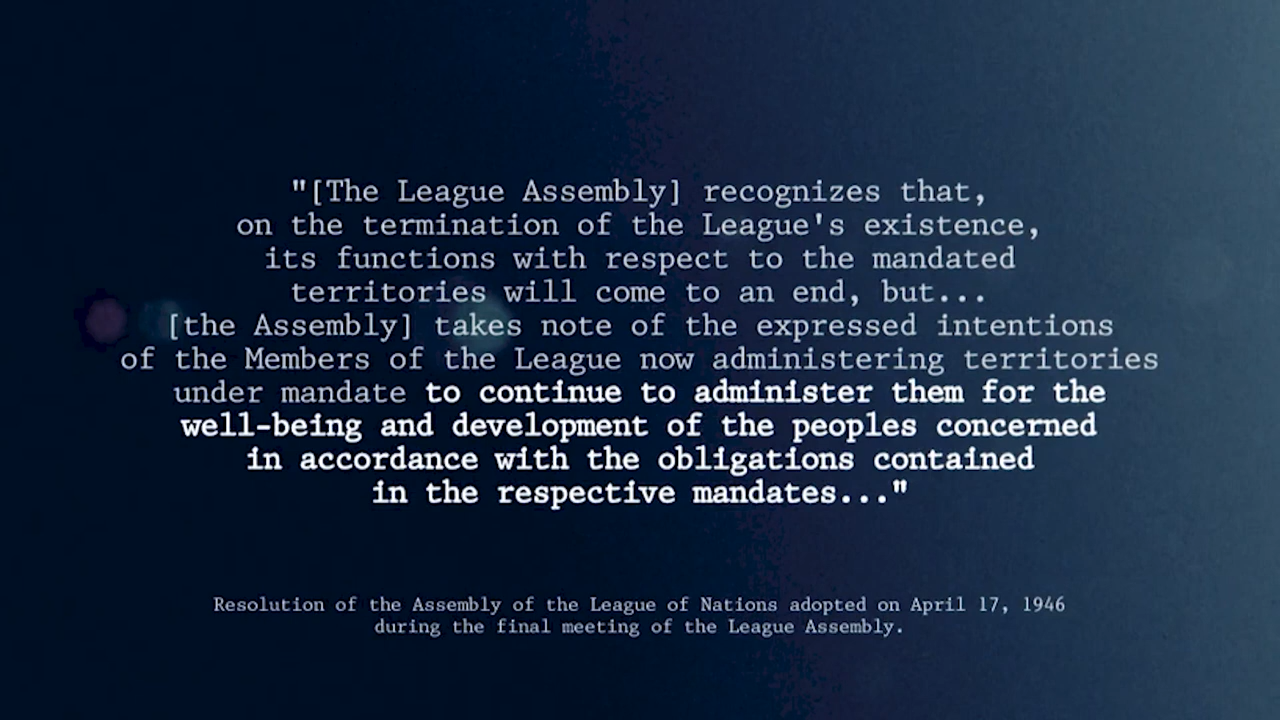 "[The League Assembly] recognizes that,
on the termination of the League's existence,
its functions with respect to the mandated
territories will come to an end, but...
[the Assembly] takes note of the expressed intentions
of the Members of the League now administering territories
under mandate to continue to administer them for the
well-being and development of the peoples concerned
in accordance with the obligations contained
in the respective mandates..."
Resolution of the Assembly of the League of Nations adopted on April 17, 1946
during the final meeting of the League Assembly.